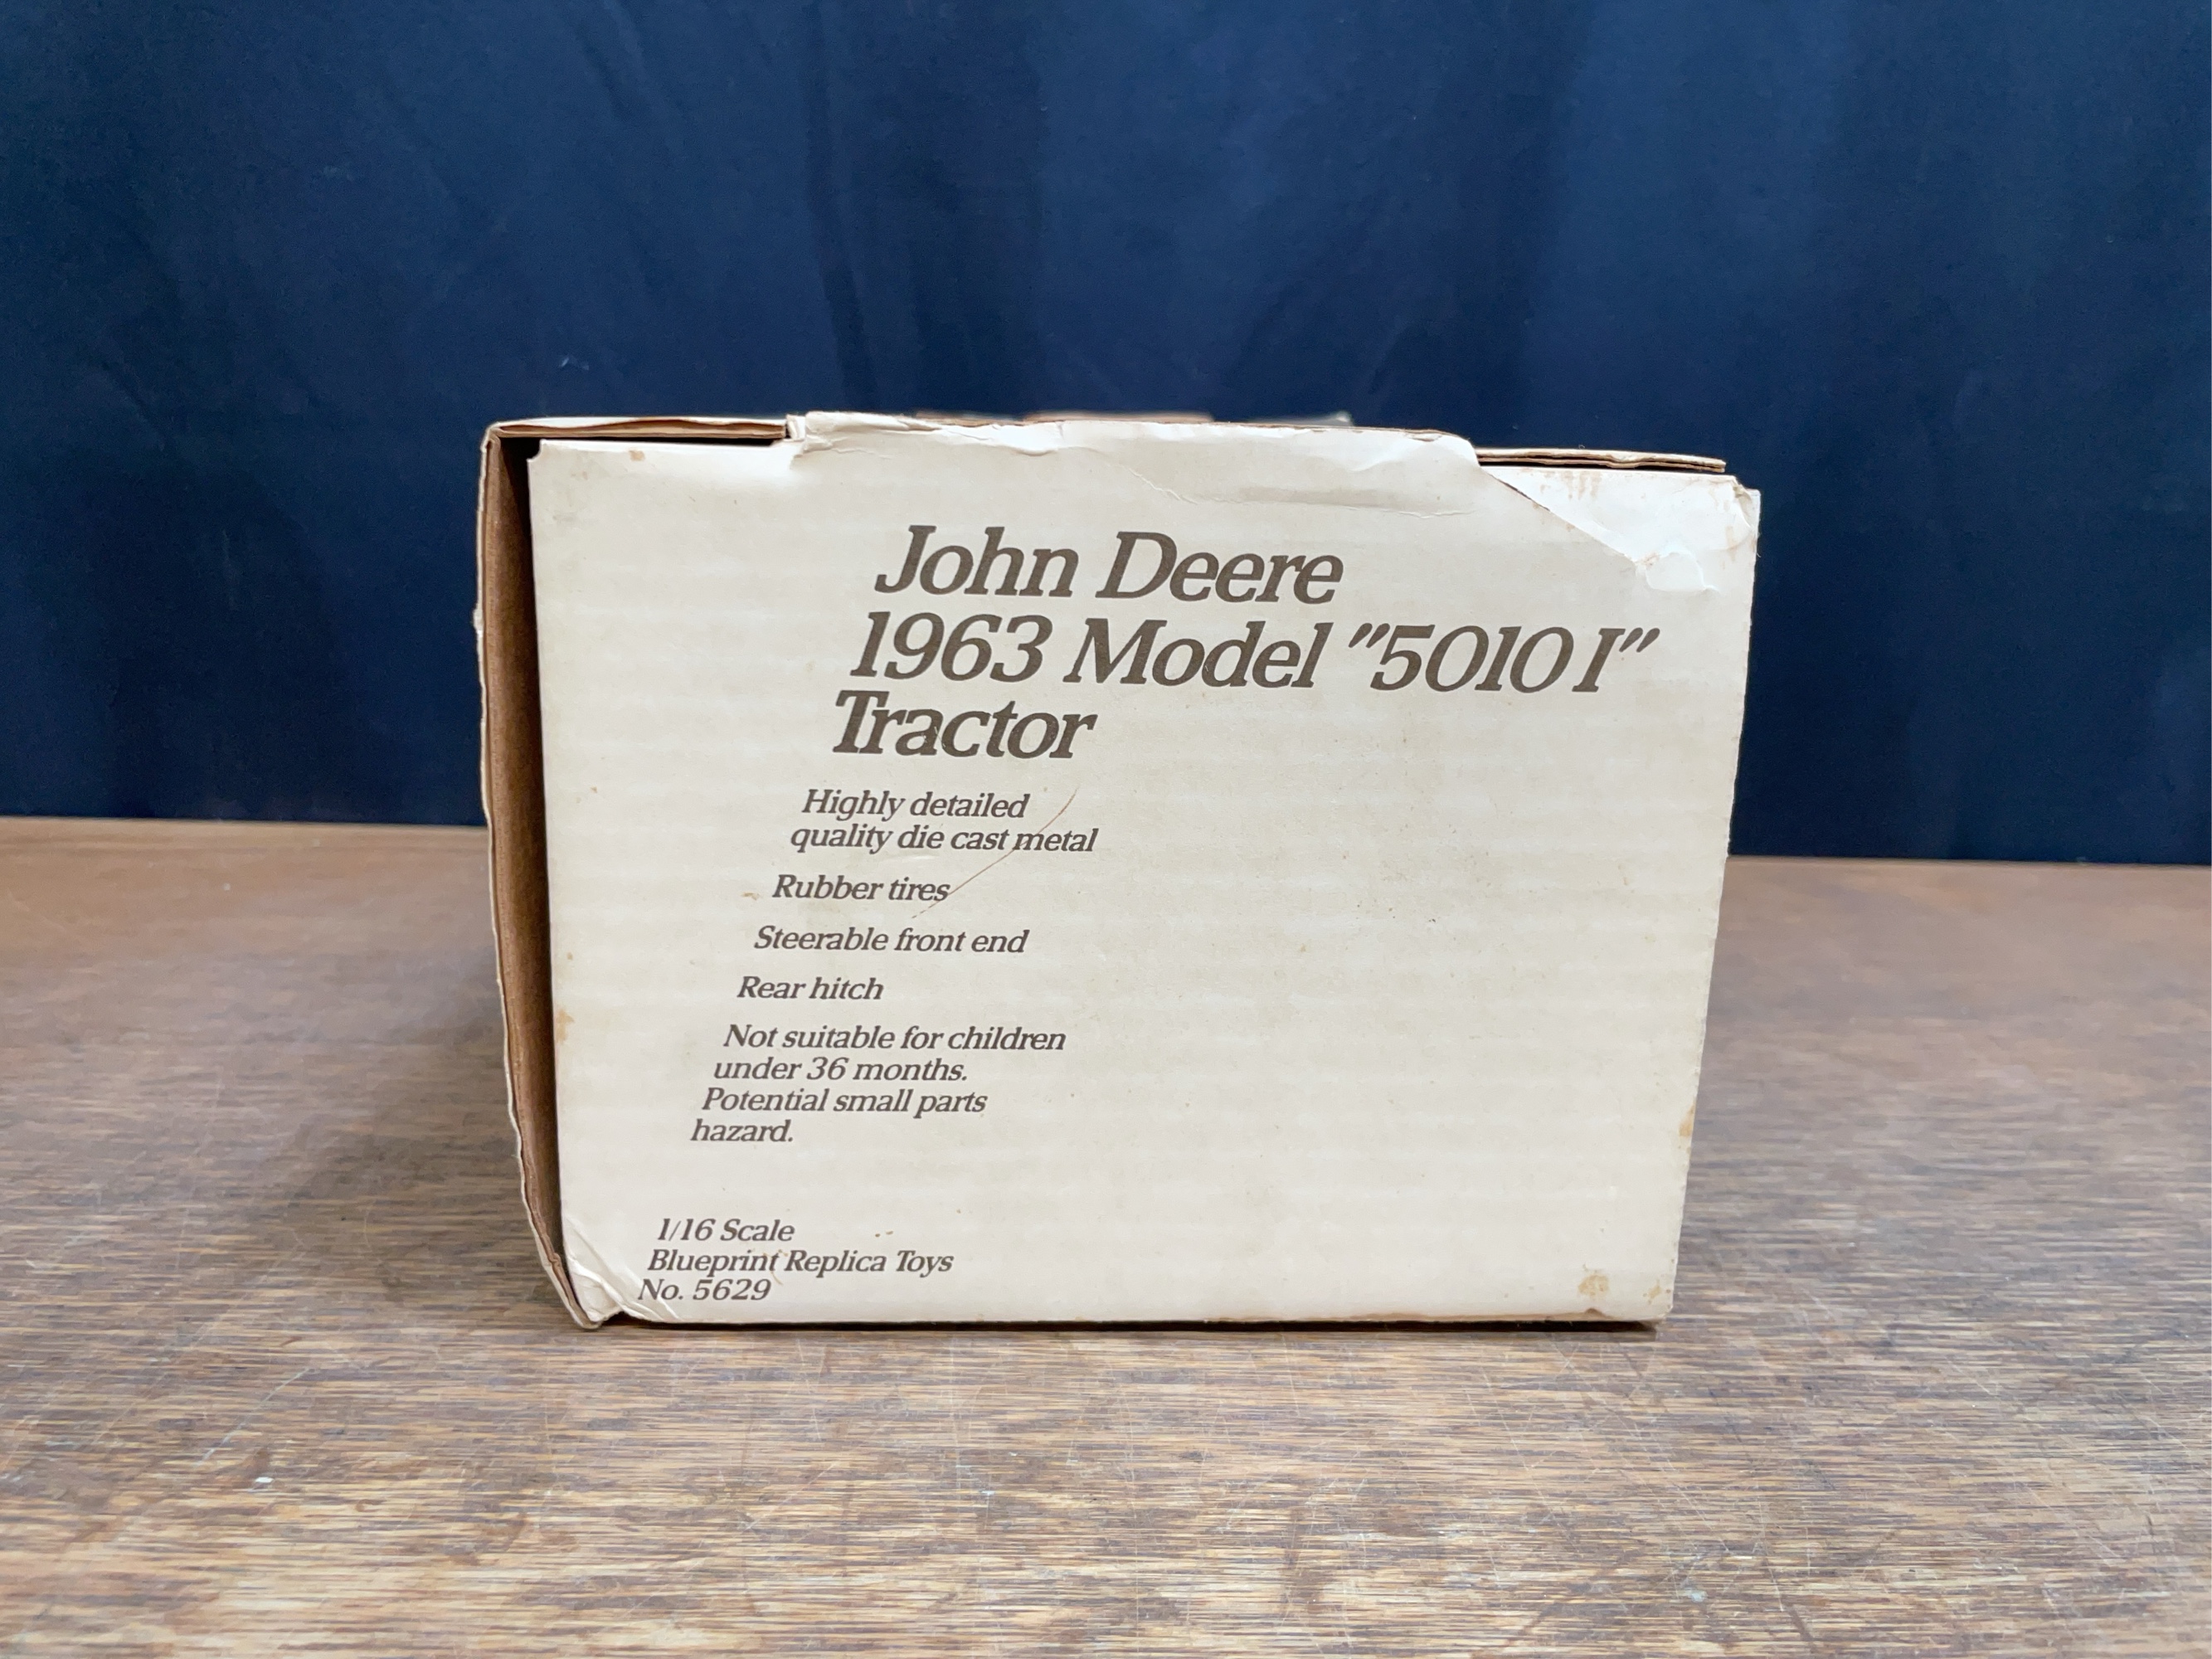 John Deere
1963 Model "5010 I"
Tractor
Highly detailed
quality die cast metal
Rubber tires
Steerable front end
Rear hitch
Not suitable for children
under 36 months.
Potential small parts
hazard.
1/16 Scale
Blueprint Replica Toys
No. 5629